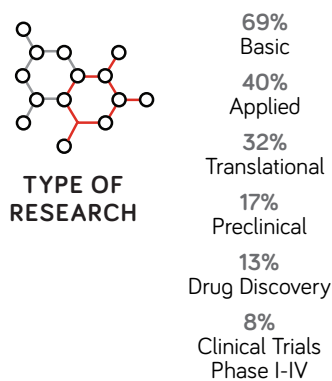 TYPE OF
RESEARCH
69%
Basic
40%
Applied
32%
Translational
17%
Preclinical
13%
Drug Discovery
8%
Clinical Trials
Phase I-IV